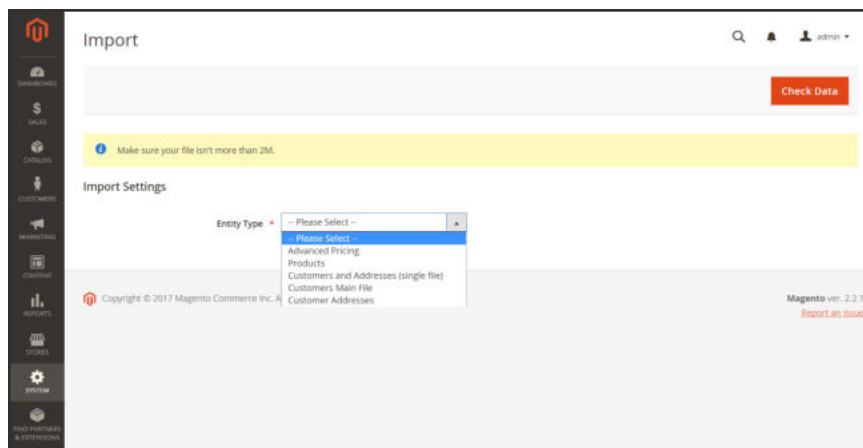 Import
admin
DASHBOARD
SALES
CATALOG
CUSTOMERS
MARKETING
CONTENT
REPORTS
STORES
SYSTEM
FIND PARTNERS
& EXTENSIONS
Check Data
Make sure your file isn't more than 2M.
Import Settings
Entity Type *
-- Please Select --
-- Please Select --
Advanced Pricing
Products
Customers and Addresses (single file)
Customers Main File
Customer Addresses
Copyright © 2017 Magento Commerce Inc. A
Magento ver. 2.2.1
Report an Issue